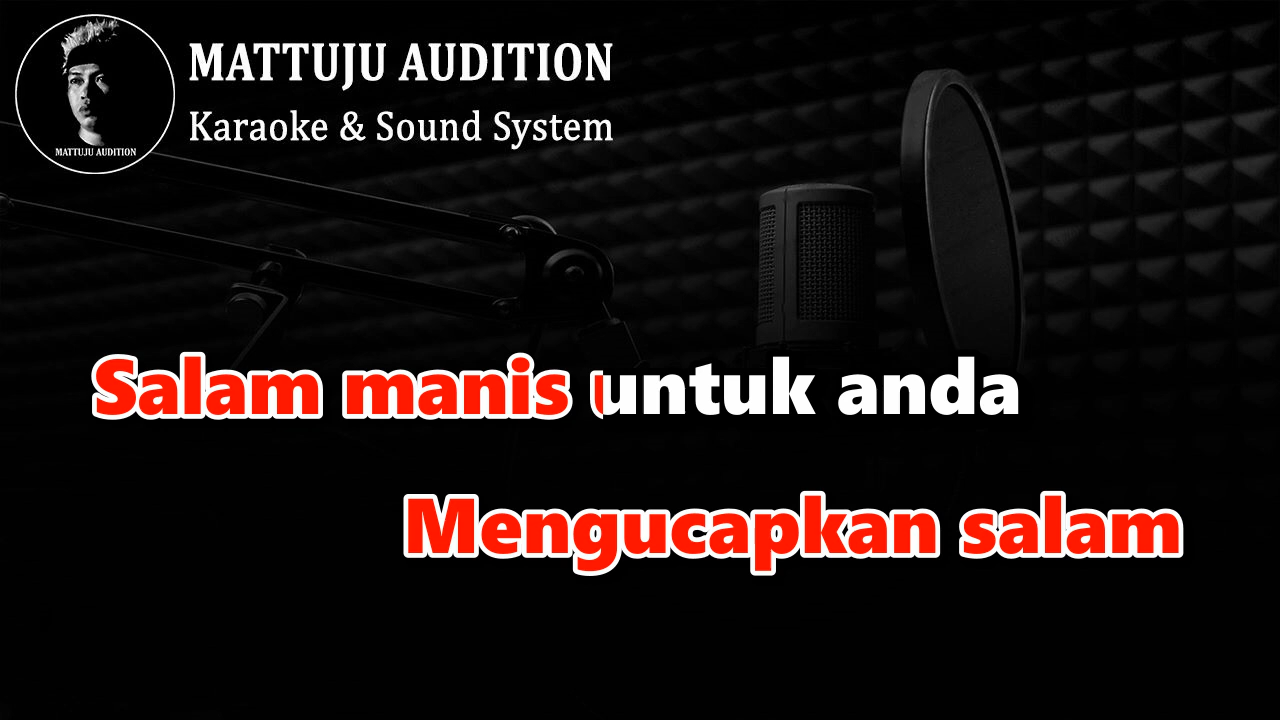 MATTUJU AUDITION
Karaoke & Sound System
MATTUJU AUDITION
Salam manis untuk anda
Mengucapkan salam